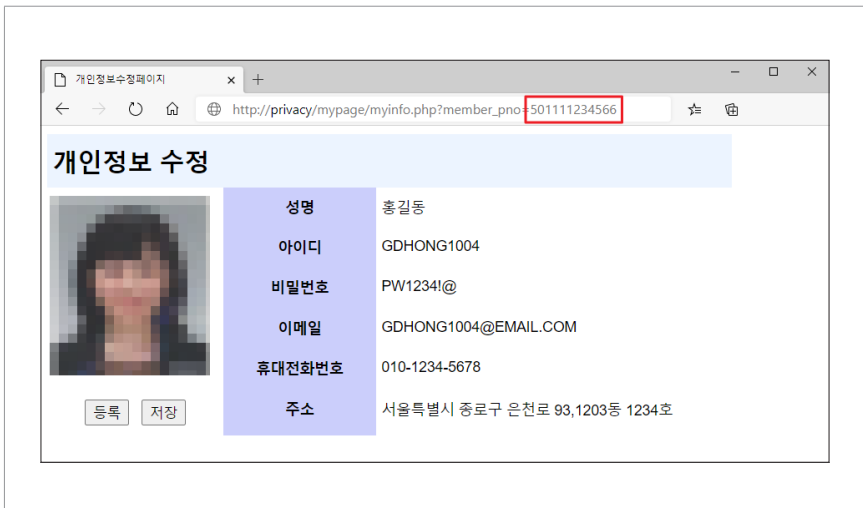 개인정보수정페이지
http://privacy/mypage/myinfo.php?member_pno=501111234566
개인정보 수정
성명 홍길동
아이디 GDHONG1004
비밀번호 PW1234!@
이메일 GDHONG1004@EMAIL.COM
휴대전화번호 010-1234-5678
등록 저장 주소 서울특별시 종로구 은천로 93,1203동 1234호